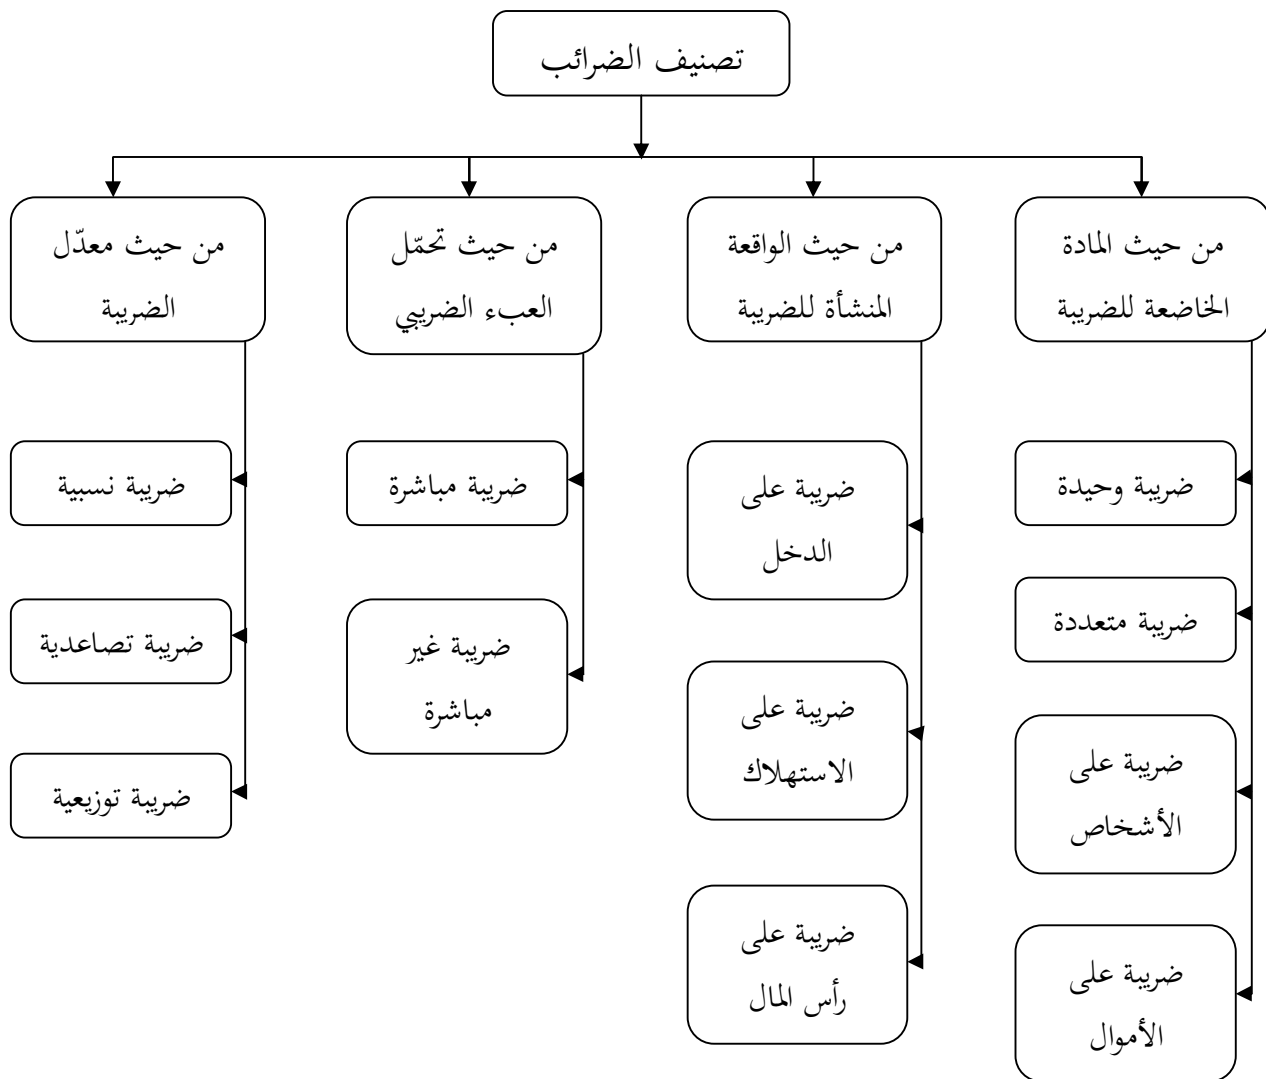 تصنيف الضرائب
من حيث المادة
الخاضعة للضريبة
من حيث الواقعة
المنشأة للضريبة
من حيث تحمّل
العبء الضريبي
من حيث معدّل
الضريبة
ضريبة وحيدة
ضريبة متعددة
ضريبة على
الأشخاص
ضريبة على
الأموال
ضريبة على
الدخل
ضريبة على
الاستهلاك
ضريبة على
رأس المال
ضريبة مباشرة
ضريبة غير
مباشرة
ضريبة نسبية
ضريبة تصاعدية
ضريبة توزيعية